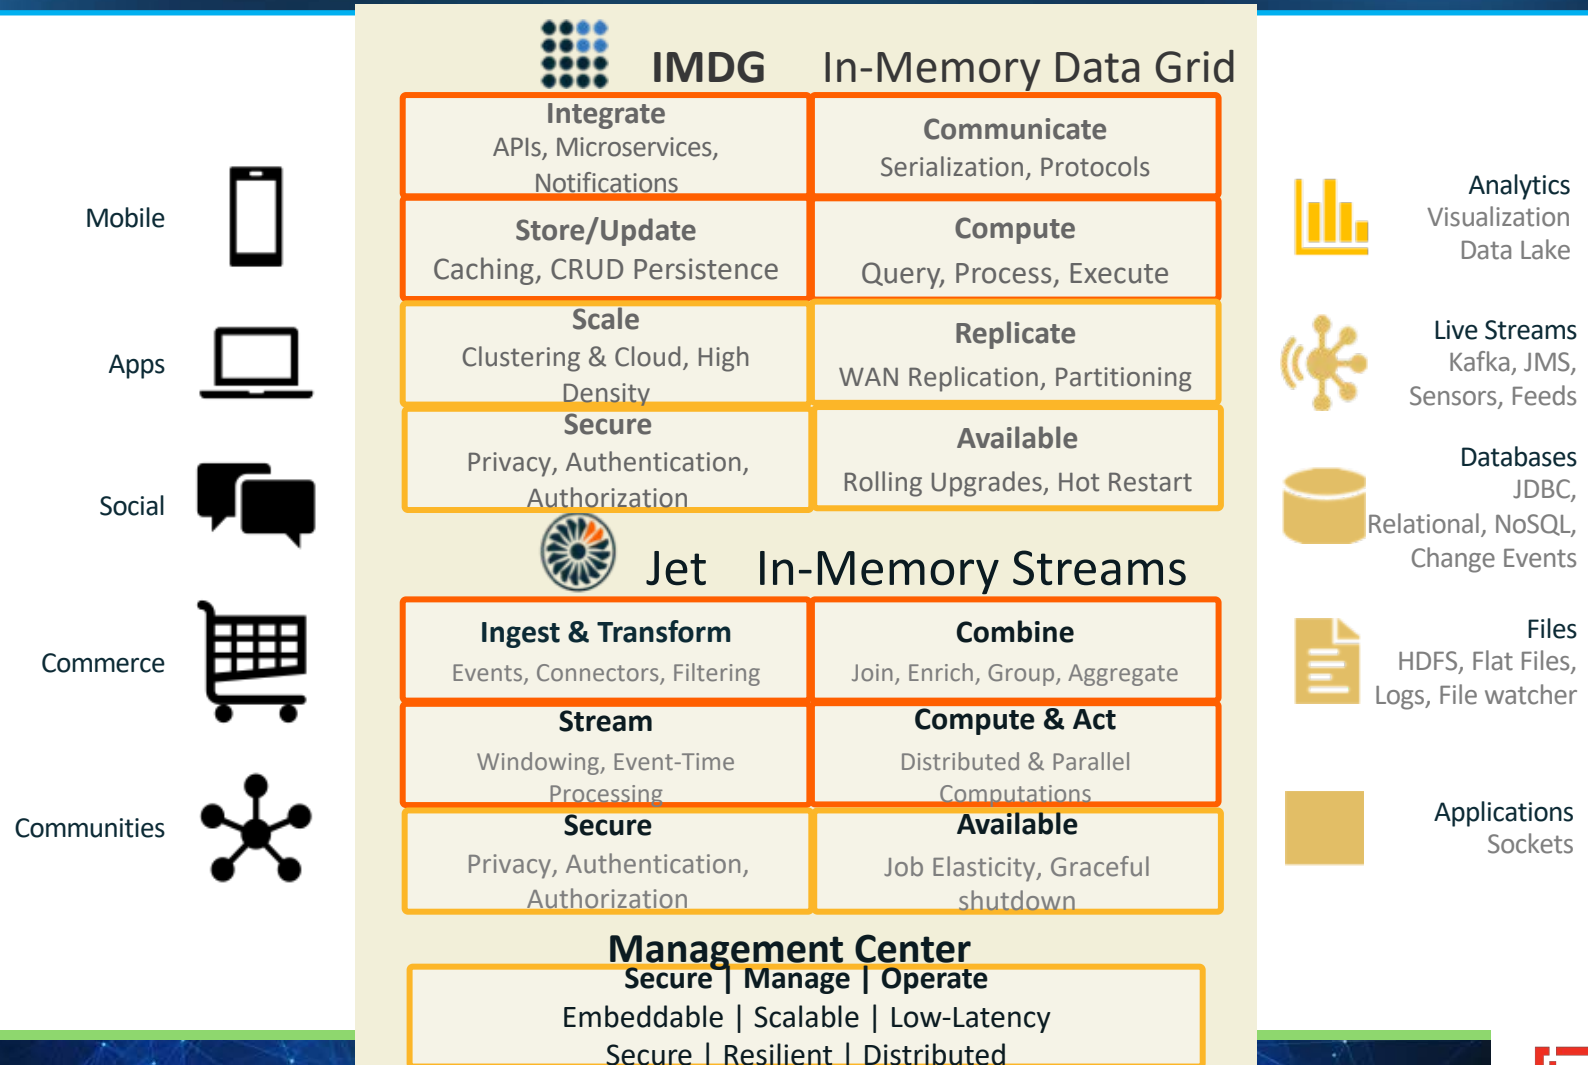 IMDG In-Memory Data Grid
Integrate
APIs, Microservices,
Notifications
Communicate
Serialization, Protocols
Store/Update
Caching, CRUD Persistence
Compute
Query, Process, Execute
Scale
Clustering & Cloud, High
Density
Replicate
WAN Replication, Partitioning
Secure
Privacy, Authentication,
Authorization
Available
Rolling Upgrades, Hot Restart
Jet In-Memory Streams
Ingest & Transform
Events, Connectors, Filtering
Combine
Join, Enrich, Group, Aggregate
Stream
Windowing, Event-Time
Processing
Compute & Act
Distributed & Parallel
Computations
Secure
Privacy, Authentication,
Authorization
Available
Job Elasticity, Graceful
shutdown
Management Center
Secure | Manage | Operate
Embeddable | Scalable | Low-Latency
Secure | Resilient | Distributed
Mobile
Apps
Social
Commerce
Communities
Analytics
Visualization
Data Lake
Live Streams
Kafka, JMS,
Sensors, Feeds
Databases
JDBC,
Relational, NoSQL,
Change Events
Files
HDFS, Flat Files,
Logs, File watcher
Applications
Sockets